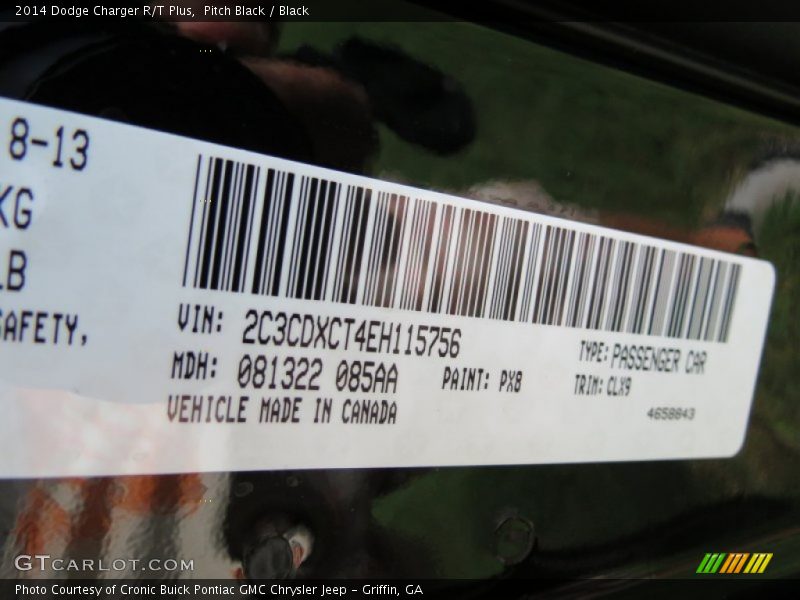 2014 Dodge Charger R/T Plus, Pitch Black / Black
8-13
KG
LB
SAFETY,
VIN: 2C3CDXCT4EH115756
MDH: 081322 085AA
PAINT: PX8
VEHICLE MADE IN CANADA
TYPE: PASSENGER CAR
TRIM: CLX9
4658843
GTCARLOT.COM
Photo Courtesy of Cronic Buick Pontiac GMC Chrysler Jeep - Griffin, GA